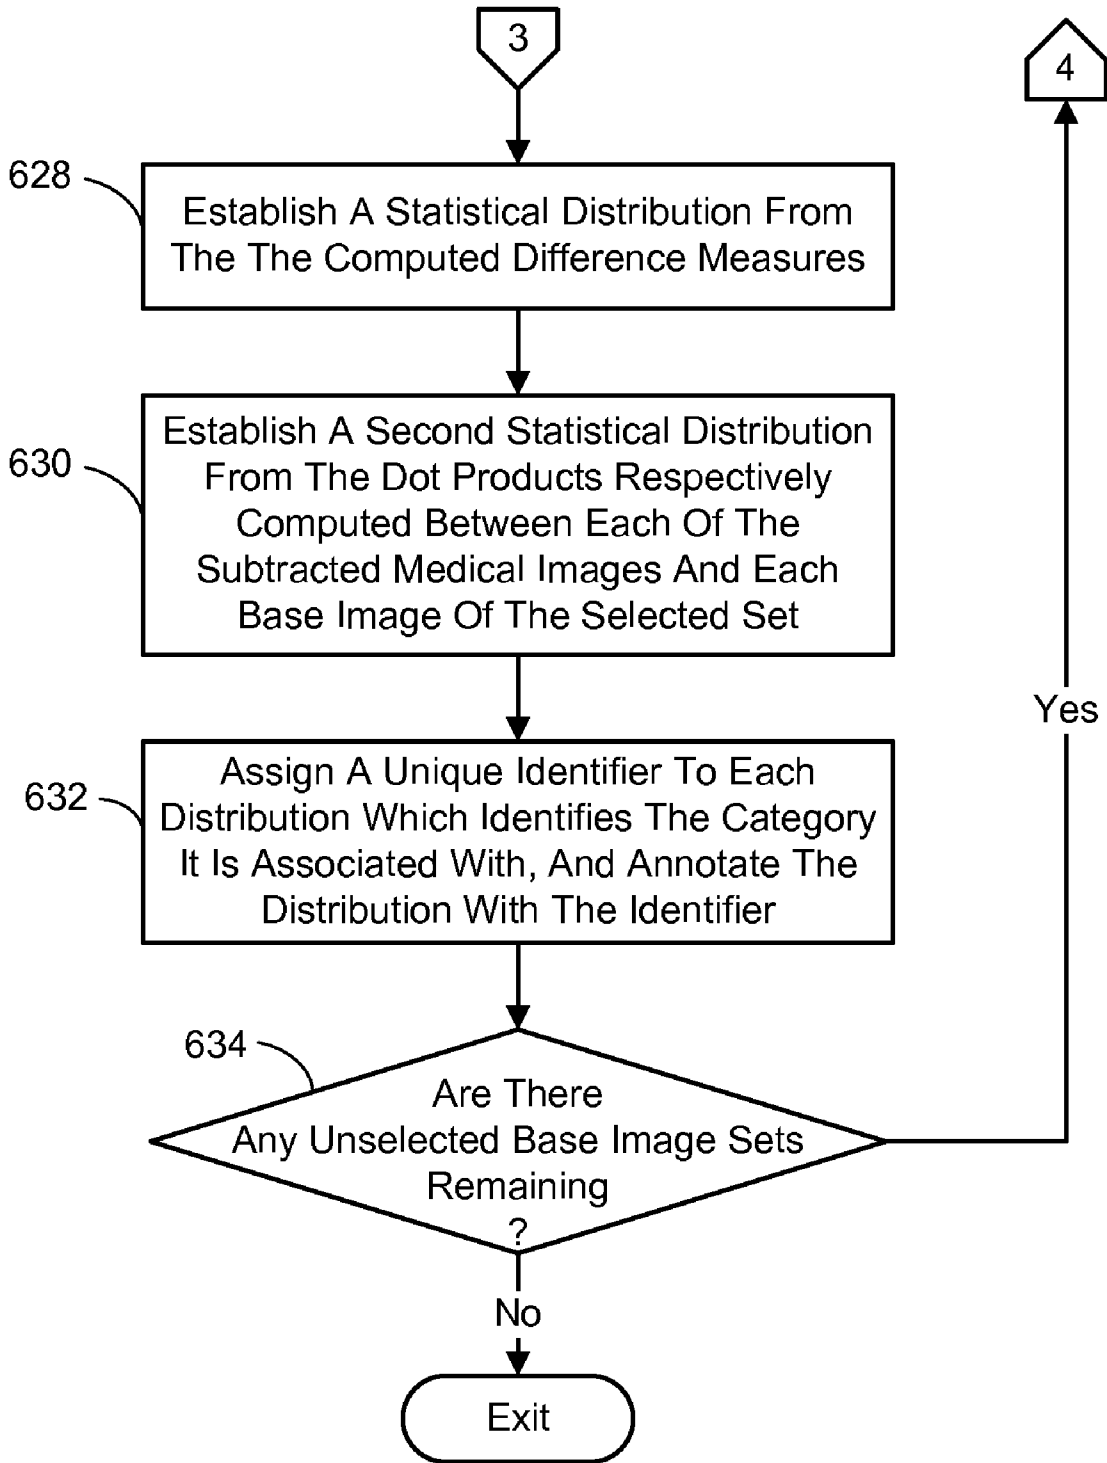 3
4
628
Establish A Statistical Distribution From
The The Computed Difference Measures
630
Establish A Second Statistical Distribution
From The Dot Products Respectively
Computed Between Each Of The
Subtracted Medical Images And Each
Base Image Of The Selected Set
Yes
632
Assign A Unique Identifier To Each
Distribution Which Identifies The Category
It Is Associated With, And Annotate The
Distribution With The Identifier
634
Are There
Any Unselected Base Image Sets
Remaining
?
No
Exit